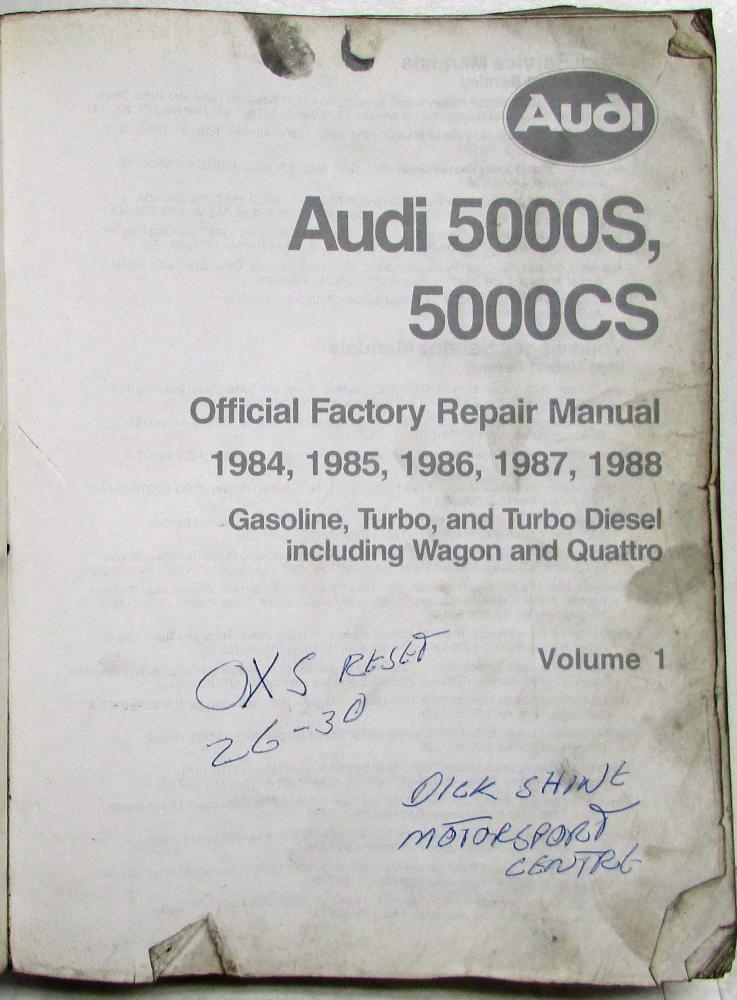 Audi
Audi 5000S,
5000CS
Official Factory Repair Manual
1984, 1985, 1986, 1987, 1988
Gasoline, Turbo, and Turbo Diesel
including Wagon and Quattro
Volume 1
OXS RESET
26-30
DICK SHINE
MOTORSPORT
CENTRE